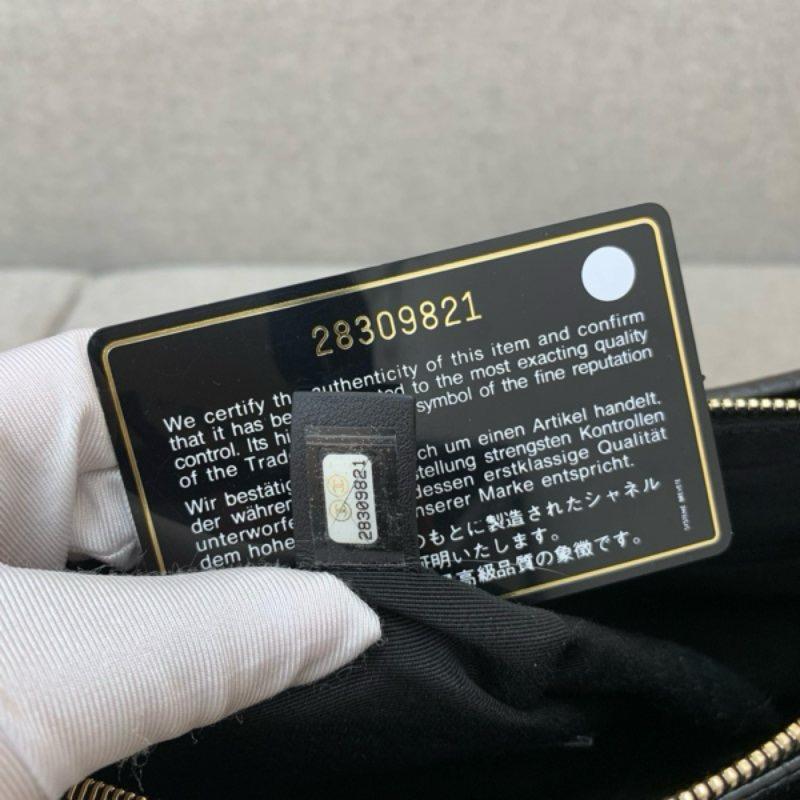 28309821
We certify the authenticity of this item and confirm
that it has be ted to the most exacting quality
control. Its hi symbol of the fine reputation
of the Trad
Wir bestätig ch um einen Artikel handelt.
der währen stellung strengsten Kontrollen
unterworfe dessen erstklassige Qualität
dem hohe nserer Marke entspricht.
のもとに製造されたシャネル
証明いたします。
高級品質の象徴です。
28309821